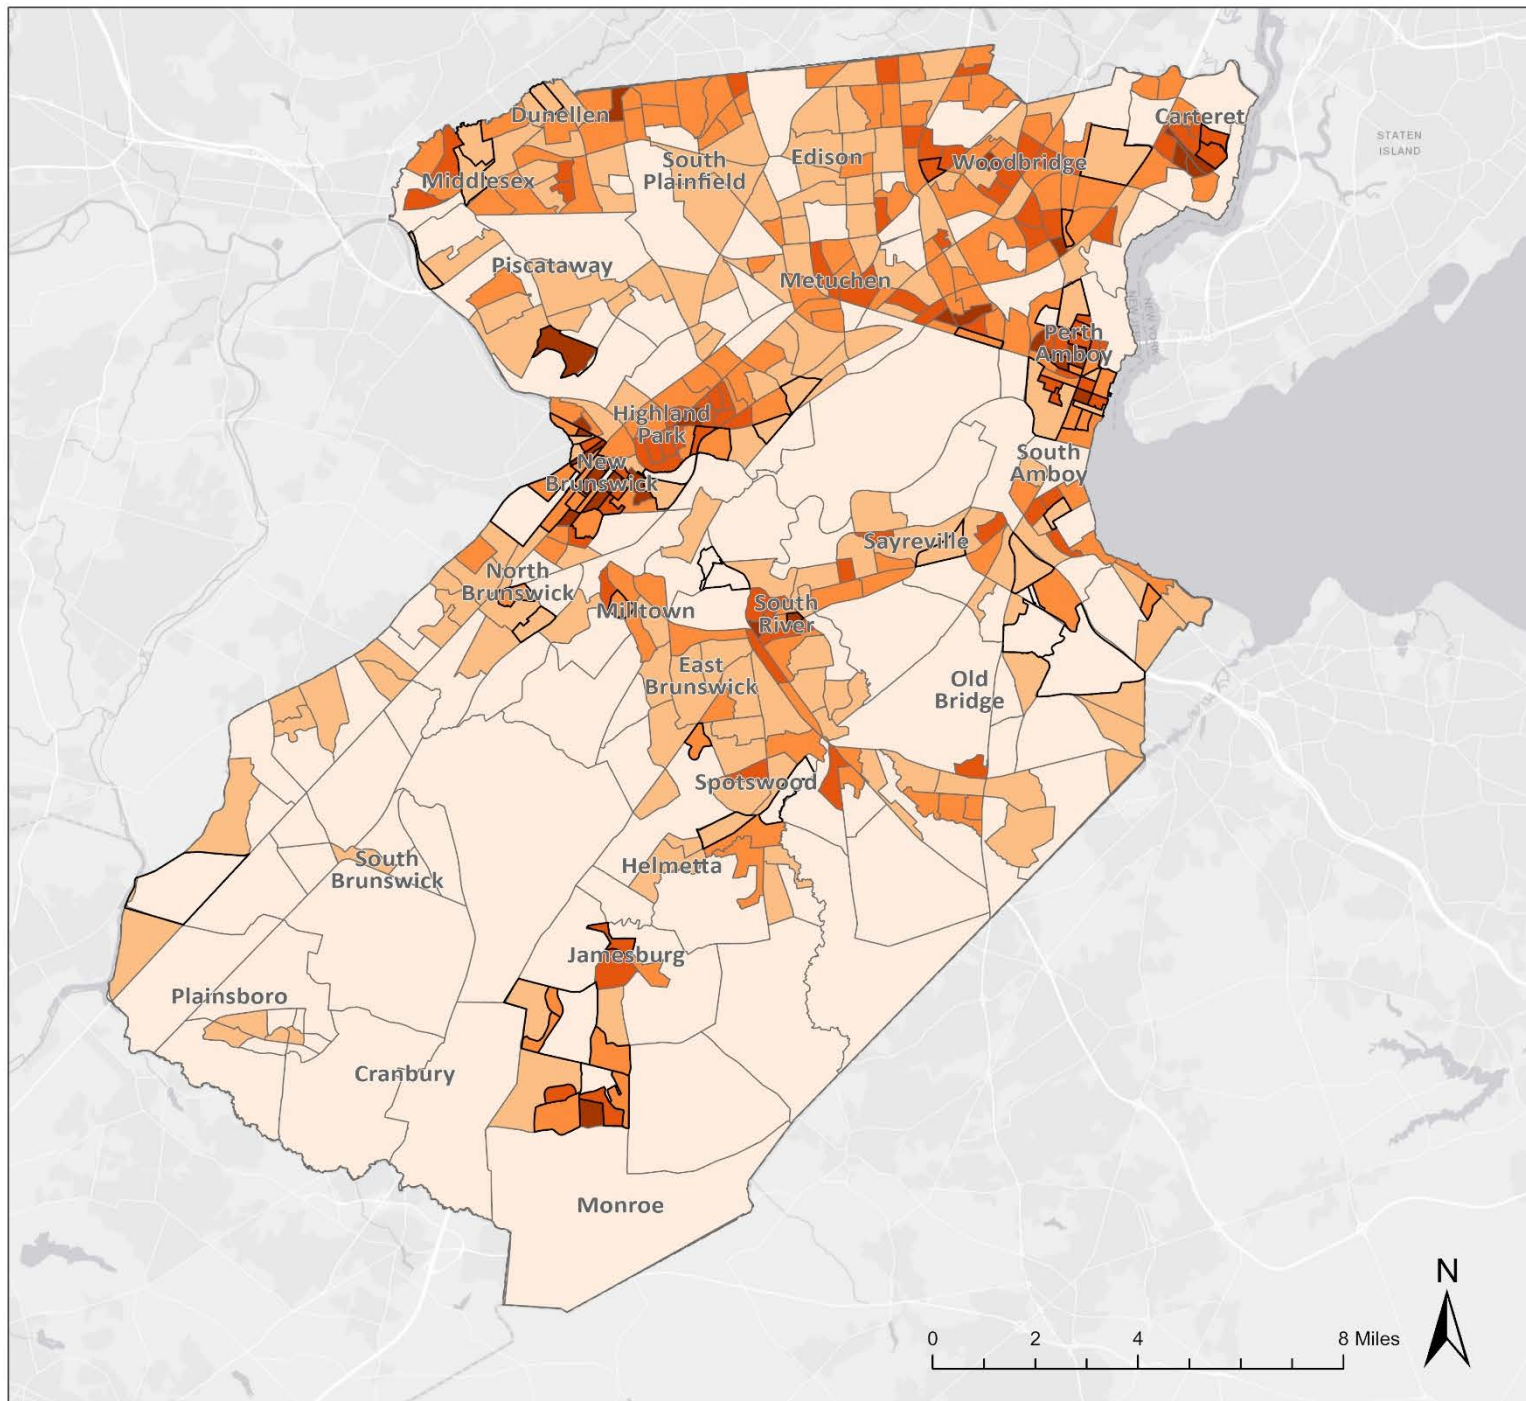 Dunellen
Carteret
STATEN
ISLAND
South
Plainfield
Edison
Woodbridge
Middlesex
Piscataway
Metuchen
Perth
Amboy
Highland
Park
New
Brunswick
South
Amboy
Sayreville
North
Brunswick
Milltown
South
River
East
Brunswick
Old
Bridge
Spotswood
South
Brunswick
Helmetta
Jamesburg
Plainsboro
Cranbury
Monroe
N
0 2 4 8 Miles